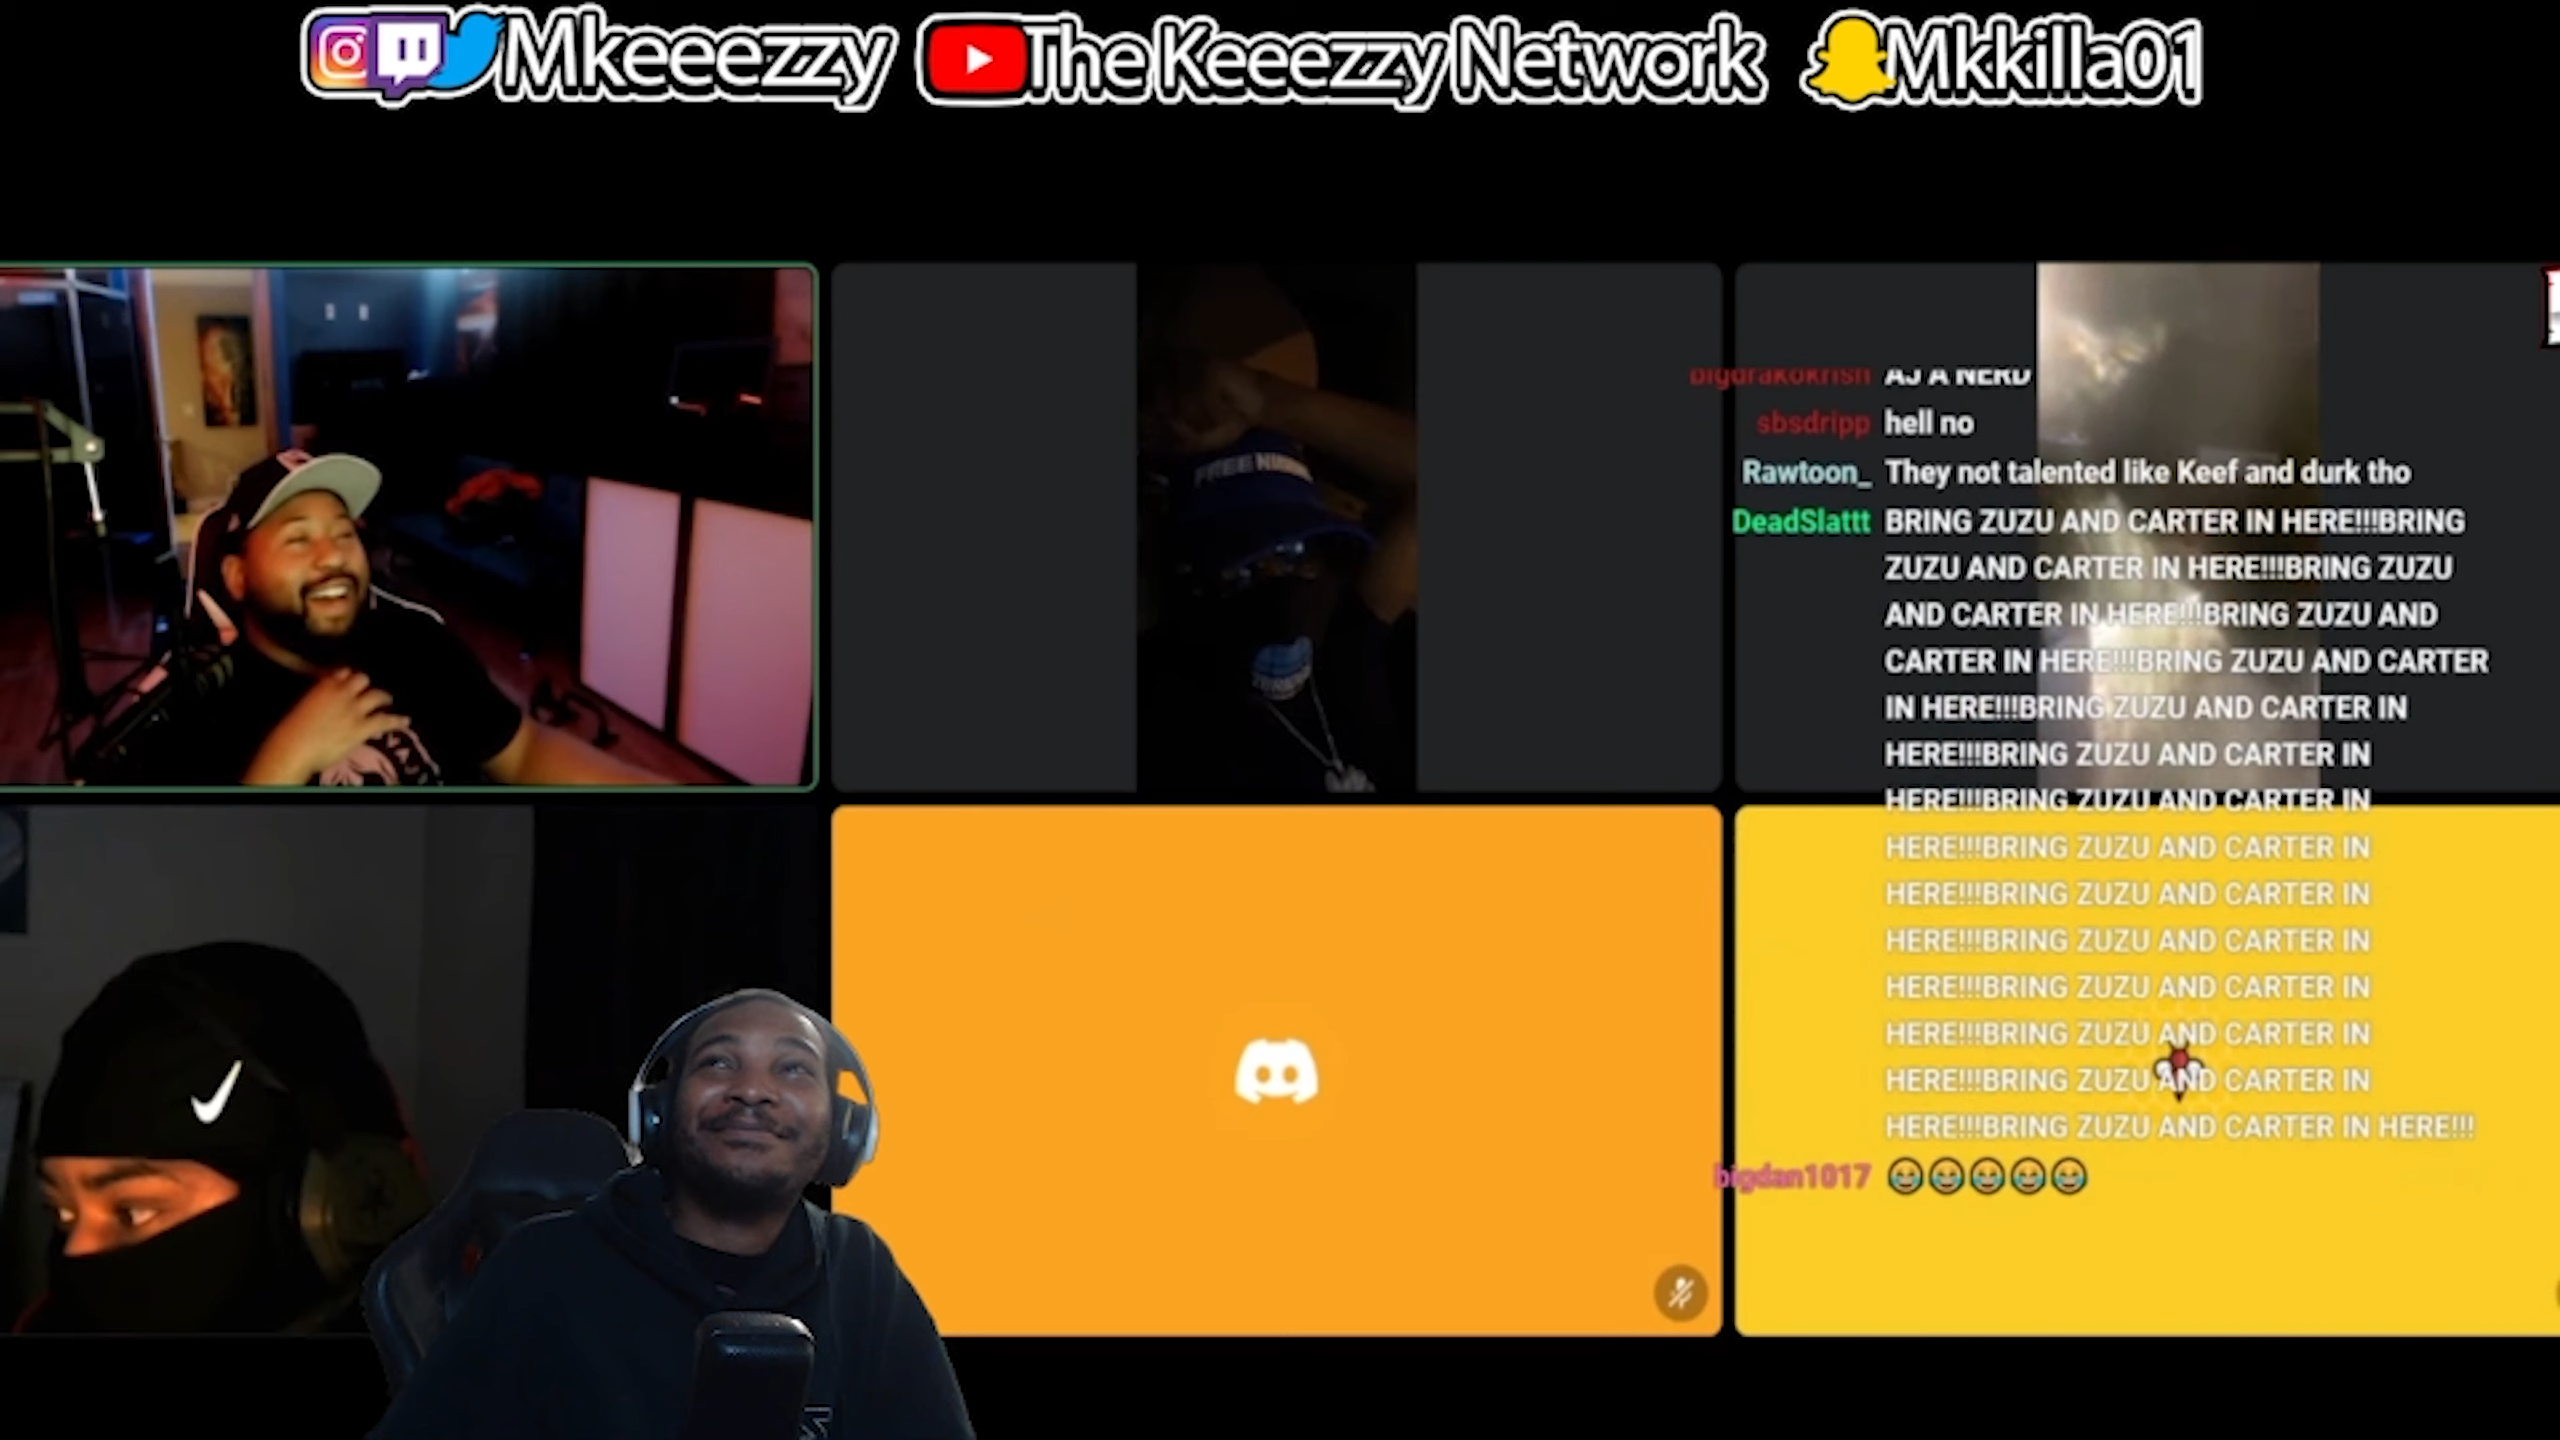 Mkeeezzy The Keeezzy Network Mkkilla01
bigdrakokrish AJ A NERD
sbsdripp hell no
Rawtoon_ They not talented like Keef and durk tho
DeadSlattt BRING ZUZU AND CARTER IN HERE!!!BRING
ZUZU AND CARTER IN HERE!!!BRING ZUZU
AND CARTER IN HERE!!!BRING ZUZU AND
CARTER IN HERE!!!BRING ZUZU AND CARTER
IN HERE!!!BRING ZUZU AND CARTER IN
HERE!!!BRING ZUZU AND CARTER IN
HERE!!!BRING ZUZU AND CARTER IN
HERE!!!BRING ZUZU AND CARTER IN
HERE!!!BRING ZUZU AND CARTER IN
HERE!!!BRING ZUZU AND CARTER IN
HERE!!!BRING ZUZU AND CARTER IN
HERE!!!BRING ZUZU AND CARTER IN
HERE!!!BRING ZUZU AND CARTER IN
HERE!!!BRING ZUZU AND CARTER IN HERE!!!
bigdan1017 😂😂😂😂😂
FREE